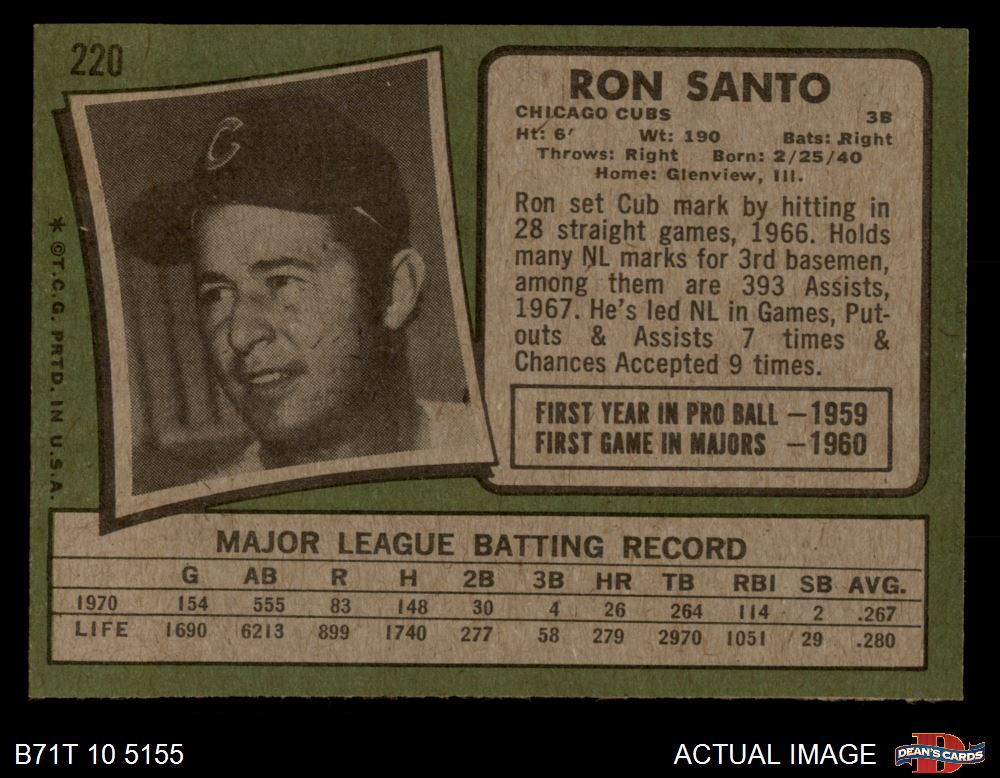 220
C
* ©T.C.G. PRTD. IN U.S.A.
RON SANTO
CHICAGO CUBS 3B
Ht: 6' Wt: 190 Bats: Right
Throws: Right Born: 2/25/40
Home: Glenview, Ill.
Ron set Cub mark by hitting in
28 straight games, 1966. Holds
many NL marks for 3rd basemen,
among them are 393 Assists,
1967. He's led NL in Games, Put-
outs & Assists 7 times &
Chances Accepted 9 times.
FIRST YEAR IN PRO BALL — 1959
FIRST GAME IN MAJORS — 1960
MAJOR LEAGUE BATTING RECORD
G AB R H 2B 3B HR TB RBI SB AVG.
1970 154 555 83 148 30 4 26 264 114 2 .267
LIFE 1690 6213 899 1740 277 58 279 2970 1051 29 .280
B71T 10 5155
ACTUAL IMAGE
D
DEAN'S CARDS